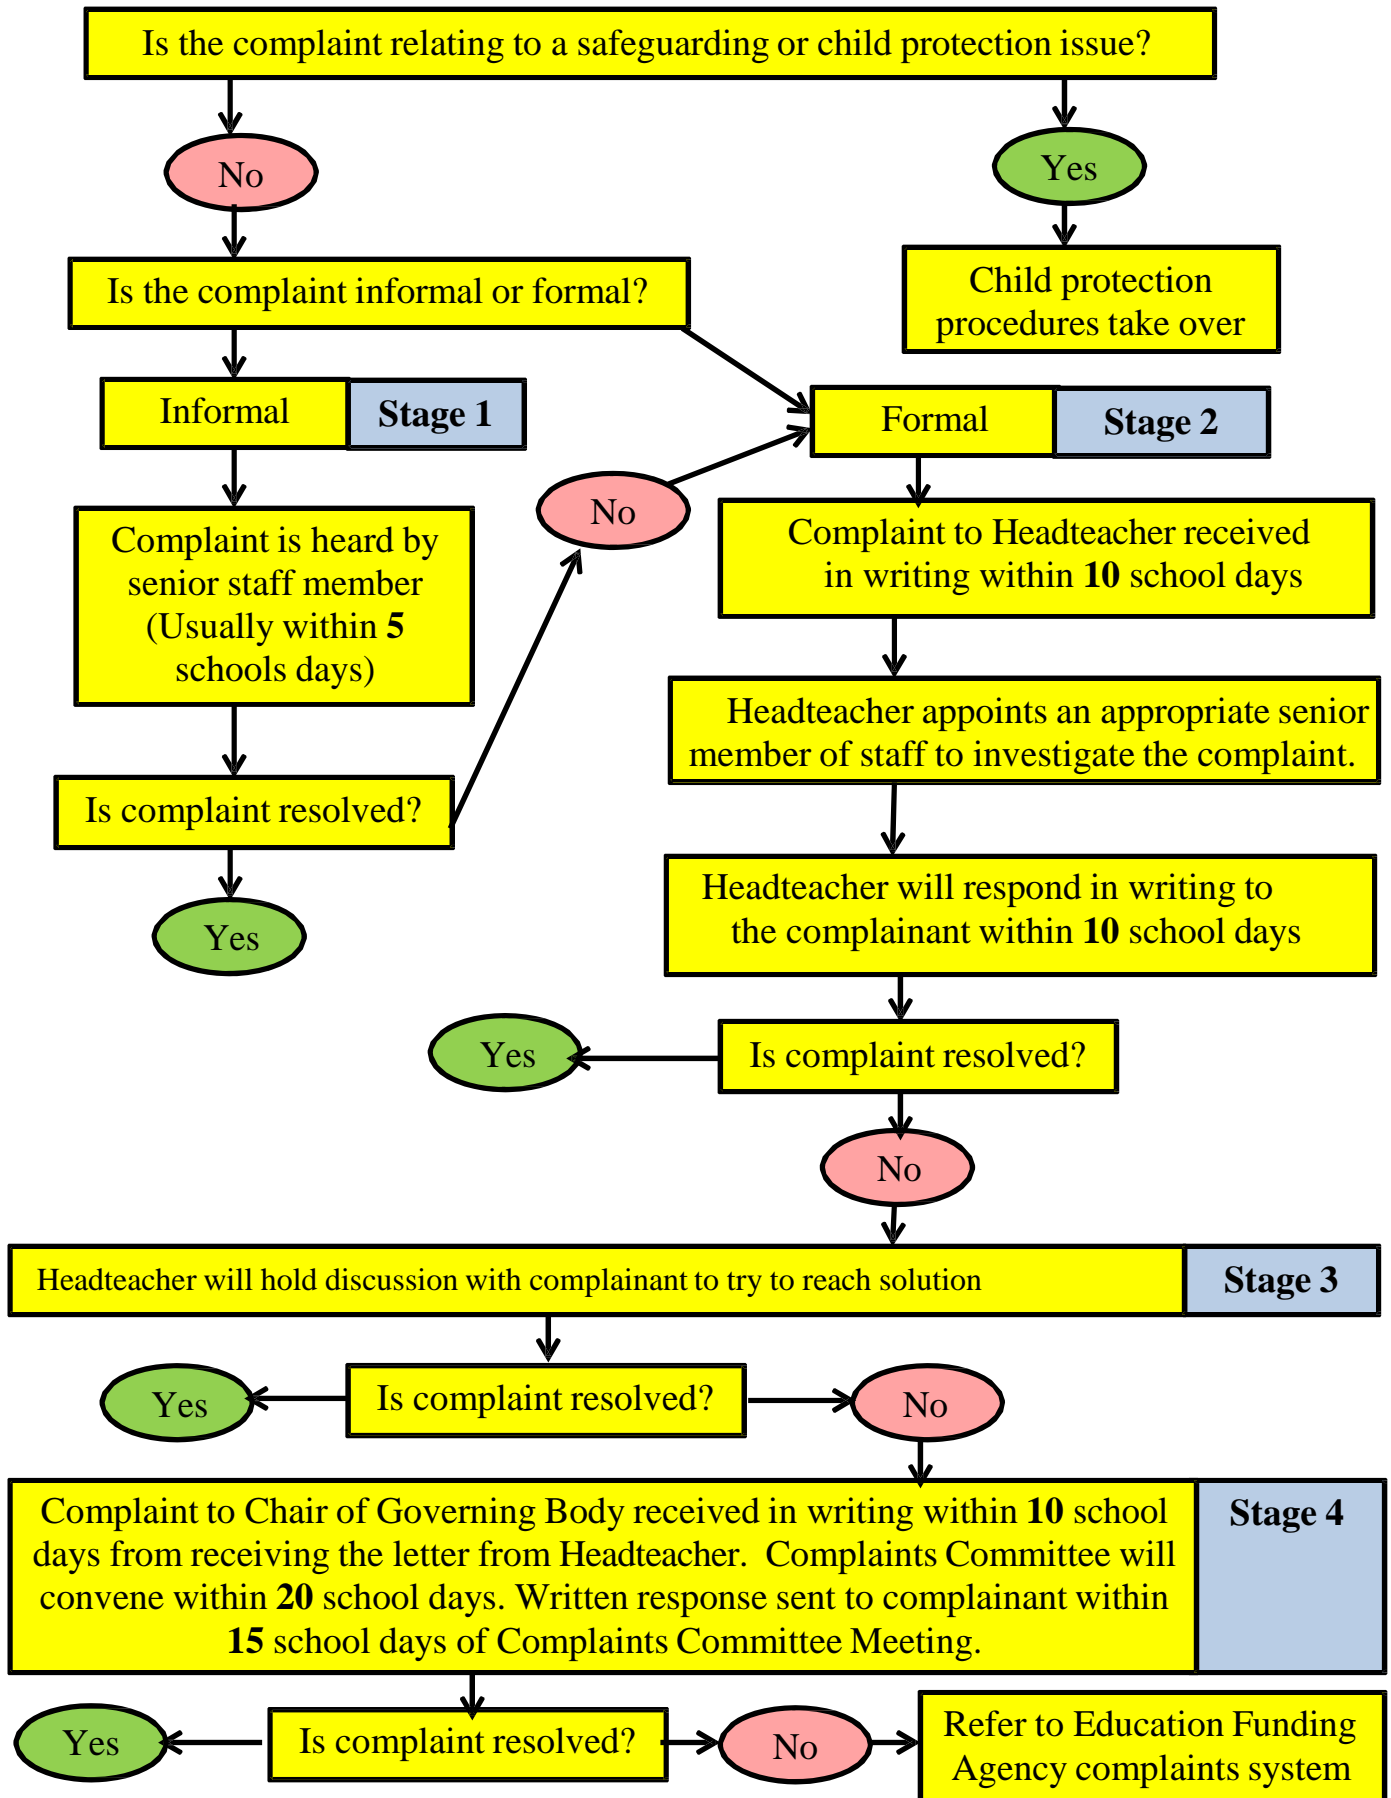 Is the complaint relating to a safeguarding or child protection issue?
No
Yes
Is the complaint informal or formal?
Child protection
procedures take over
Informal
Stage 1
Formal
Stage 2
No
Complaint is heard by
senior staff member
(Usually within 5
schools days)
Complaint to Headteacher received
in writing within 10 school days
Headteacher appoints an appropriate senior
member of staff to investigate the complaint.
Is complaint resolved?
Headteacher will respond in writing to
the complainant within 10 school days
Yes
Yes
Is complaint resolved?
No
Headteacher will hold discussion with complainant to try to reach solution
Stage 3
Yes
Is complaint resolved?
No
Complaint to Chair of Governing Body received in writing within 10 school
days from receiving the letter from Headteacher. Complaints Committee will
convene within 20 school days. Written response sent to complainant within
15 school days of Complaints Committee Meeting.
Stage 4
Yes
Is complaint resolved?
No
Refer to Education Funding
Agency complaints system